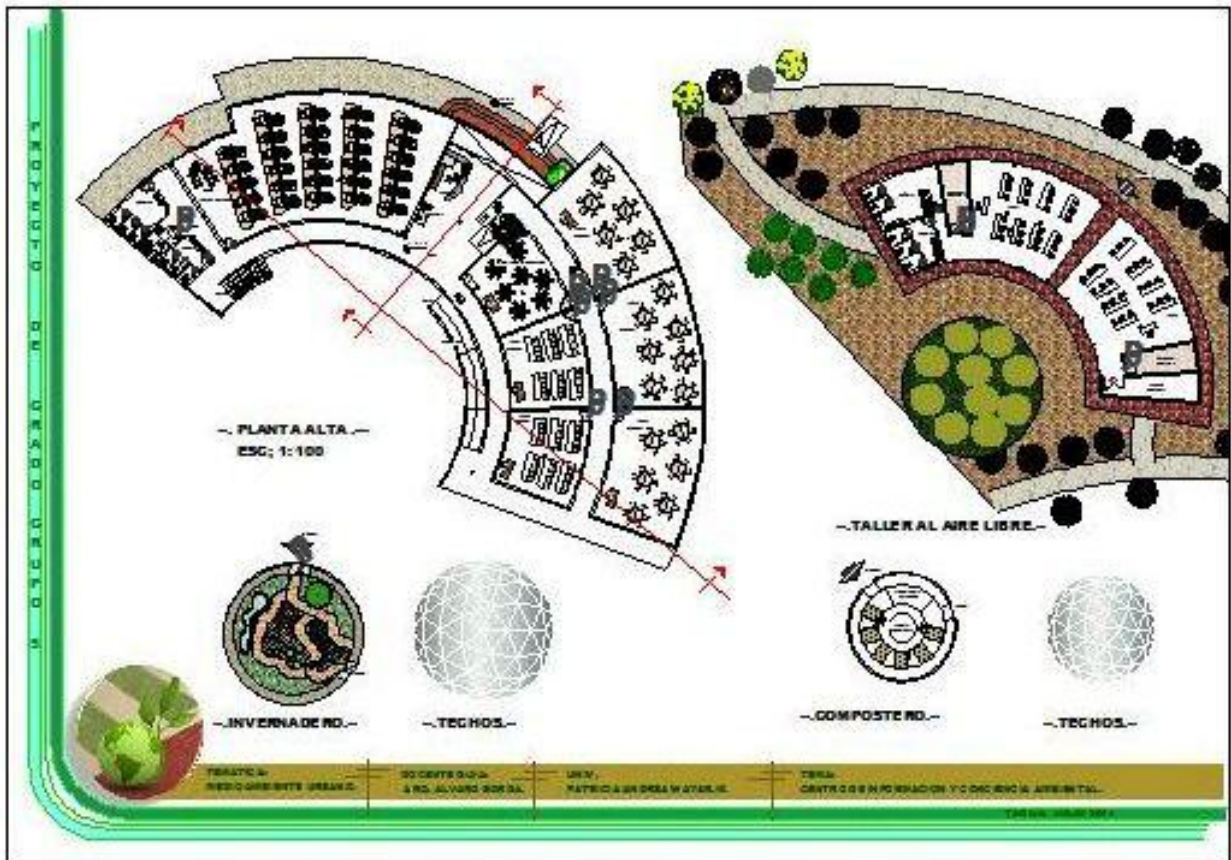 PROYECTO DE GRADO GRUPO 5
-. PLANTA ALTA .-
ESC; 1:100
-. TALLER AL AIRE LIBRE.-
-. INVERNADERO.-
-. TECHOS.-
-. COMPOSTERO.-
-. TECHOS.-
TEMATICA:
MEDIO AMBIENTE URBANO.
DOCENTE GUIA:
ARQ. ALVARO BORDA.
UNIV:
PATRICIA ANDREA
TEMA:
CENTRO DE INFORMACION Y CONCIENCIA AMBIENTAL.-